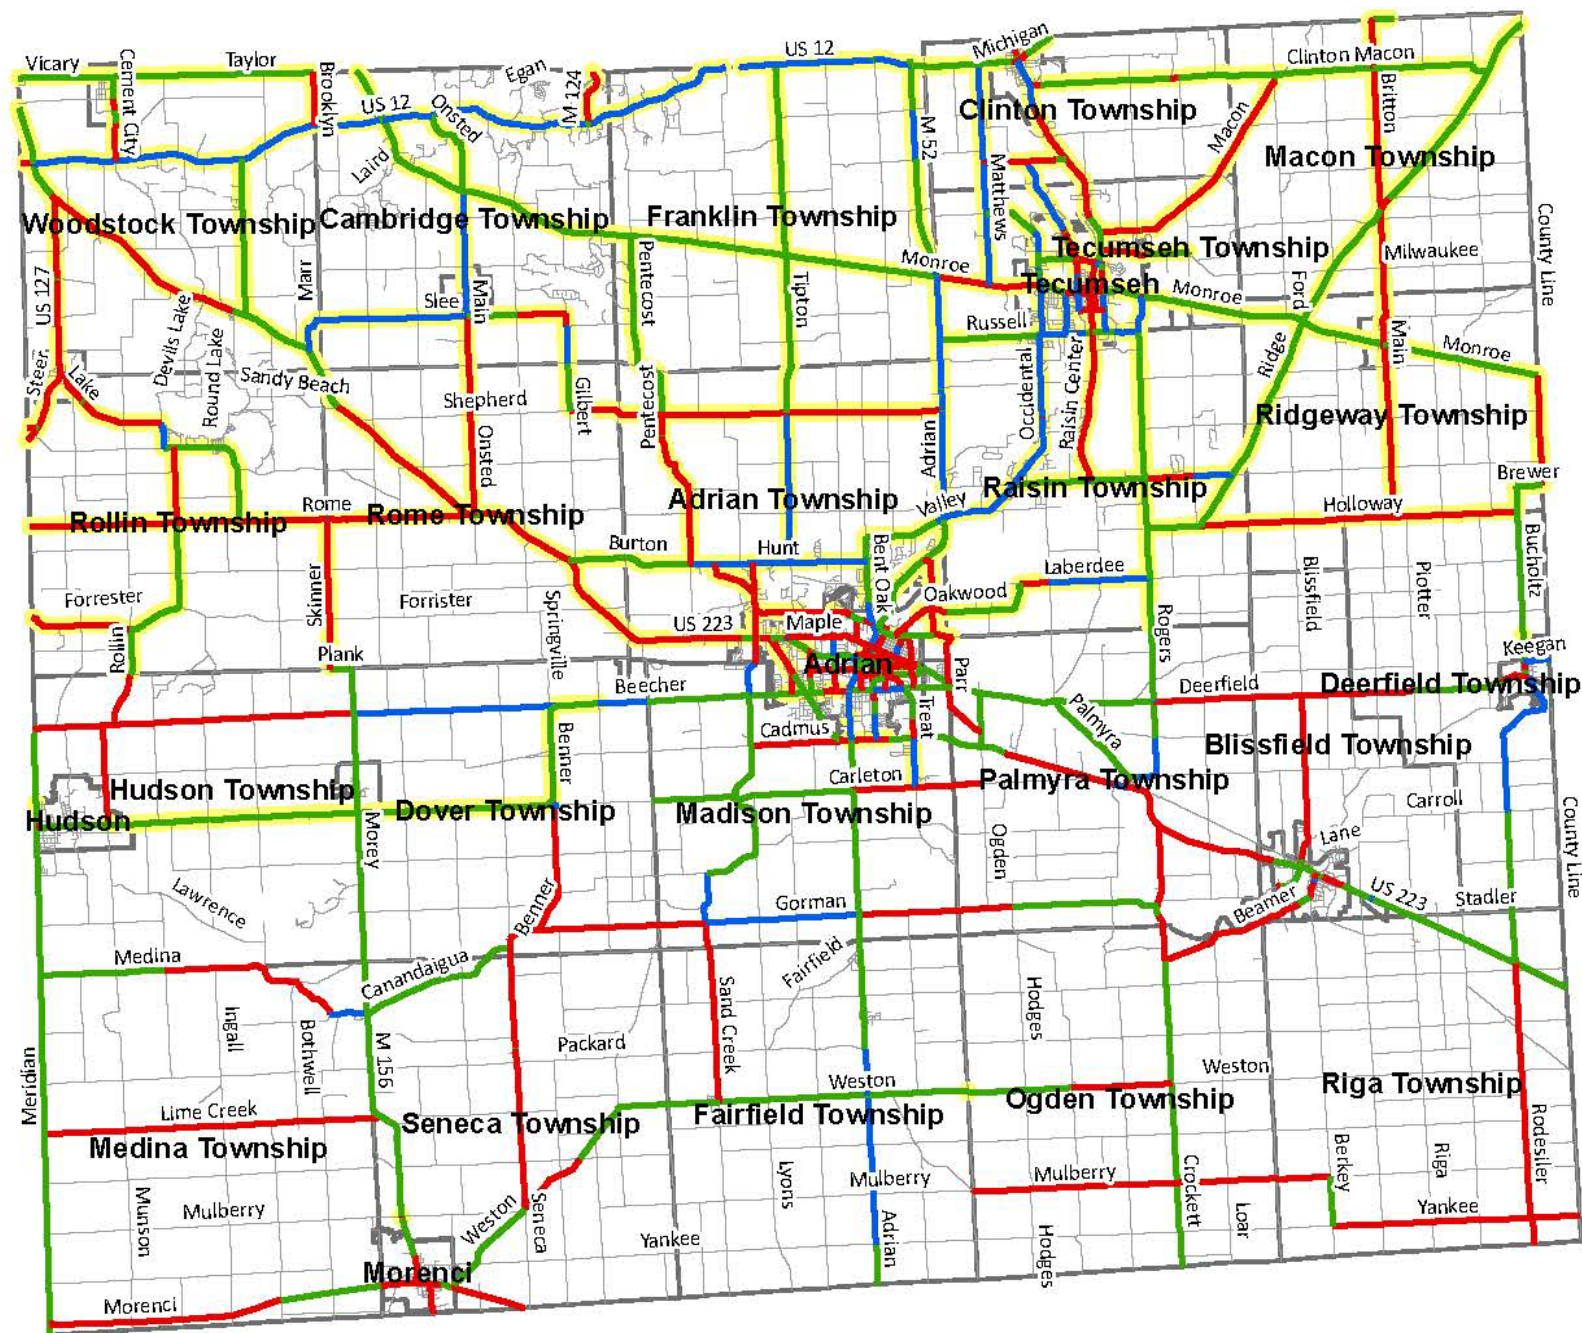 Michigan
US 12
Vicary
Cement City
Taylor
Brooklyn
Egan
M 124
Clinton Macon
US 12
Onsted
Clinton Township
Britton
M 52
Macon
Laird
Matthews
Macon Township
Woodstock Township
Cambridge Township
Franklin Township
County Line
Tecumseh Township
Milwaukee
Pentecost
Monroe
US 127
Marr
Tipton
Tecumseh
Monroe
Ford
Slee
Main
Russell
Devils Lake
Round Lake
Main
Monroe
Steer
Lake
Sandy Beach
Ridge
Shepherd
Gilbert
Pentecost
Occidental
Raisin Center
Ridgeway Township
Onsted
Adrian
Brewer
Raisin Township
Adrian Township
Valley
Rome
Rome Township
Rollin Township
Holloway
Burton
Hunt
Bent Oak
Bucholtz
Laberdee
Blissfield
Piotter
Forrester
Skinner
Forrister
Springville
Oakwood
US 223
Maple
Rogers
Rollin
Plank
Keegan
Adrian
Parr
Beecher
Deerfield
Deerfield Township
Treat
Benner
Cadmus
Palmyra
Blissfield Township
Carleton
Palmyra Township
Hudson Township
Dover Township
Madison Township
Carroll
Hudson
County Line
Morey
Ogden
Lane
Lawrence
Benner
Gorman
Beamer
US 223
Stadler
Medina
Canandaigua
Fairfield
Sand Creek
Hodges
Ingall
Bothwell
Packard
M 156
Meridian
Weston
Weston
Riga Township
Lime Creek
Ogden Township
Seneca Township
Fairfield Township
Rodesiler
Medina Township
Berkey
Riga
Lyons
Mulberry
Mulberry
Crockett
Munson
Mulberry
Weston
Seneca
Adrian
Loar
Yankee
Yankee
Hodges
Morenci
Morenci